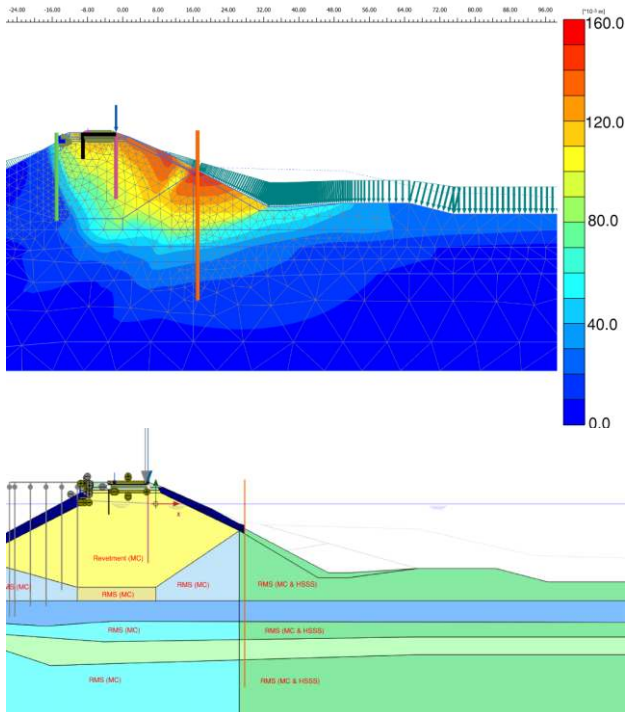 -24.00 -16.00 -8.00 0.00 8.00 16.00 24.00 32.00 40.00 48.00 56.00 64.00 72.00 80.00 88.00 96.00
[*10⁻³ m]
160.0
120.0
80.0
40.0
0.0
Revetment (MC)
RMS (MC)
RMS (MC)
RMS (MC)
RMS (MC & HSSS)
RMS (MC)
RMS (MC & HSSS)
RMS (MC)
RMS (MC & HSSS)
x